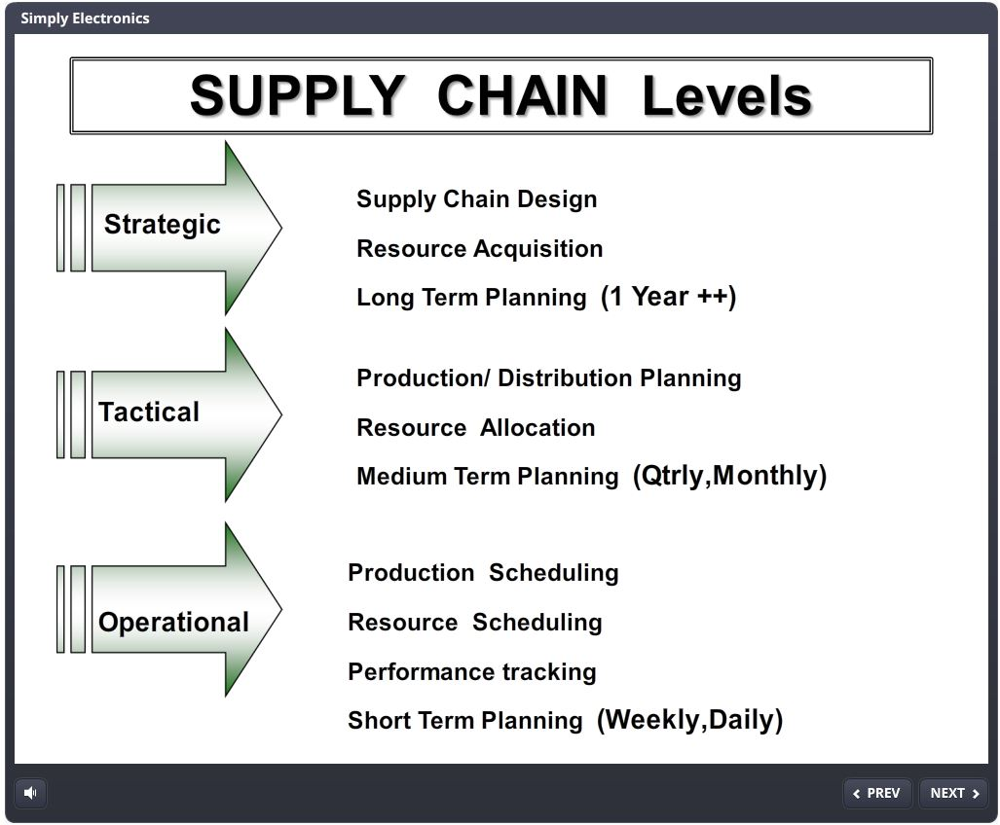 Simply Electronics
SUPPLY CHAIN Levels
Strategic
Supply Chain Design
Resource Acquisition
Long Term Planning (1 Year ++)
Tactical
Production/ Distribution Planning
Resource Allocation
Medium Term Planning (Qtrly,Monthly)
Operational
Production Scheduling
Resource Scheduling
Performance tracking
Short Term Planning (Weekly,Daily)
PREV
NEXT